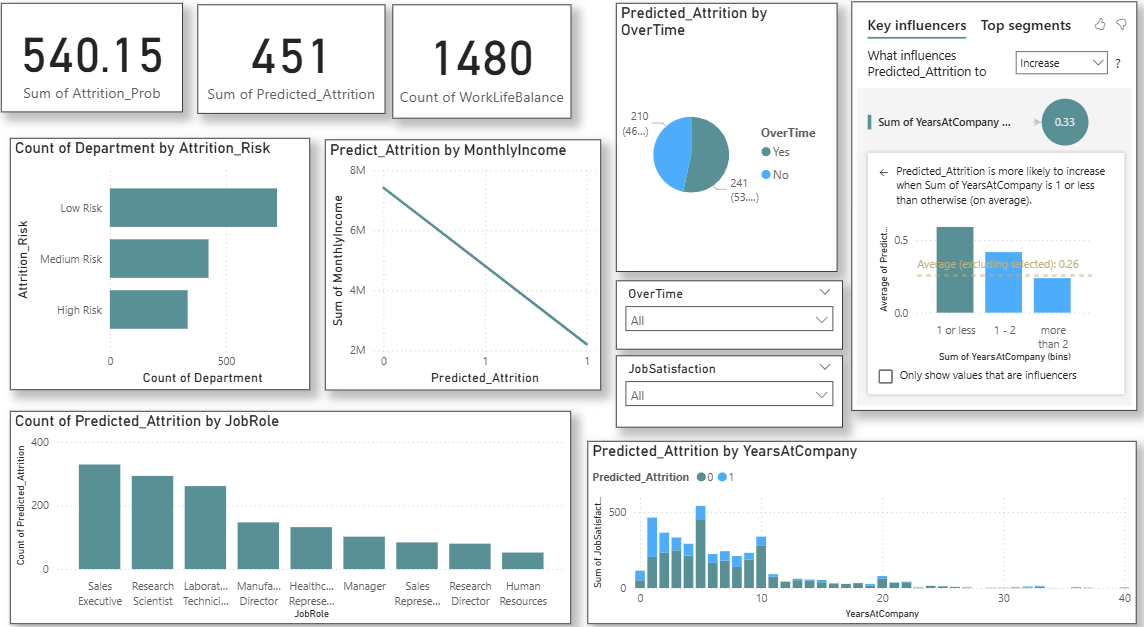 540.15
Sum of Attrition_Prob
451
Sum of Predicted_Attrition
1480
Count of WorkLifeBalance
Predicted_Attrition by
OverTime
210
(46...)
241
(53....)
OverTime
Yes
No
Key influencers
Top segments
What influences
Predicted_Attrition to
Increase
?
Sum of YearsAtCompany ...
0.33
Predicted_Attrition is more likely to increase
when Sum of YearsAtCompany is 1 or less
than otherwise (on average).
Average of Predict...
0.5
0.0
Average (excluding selected): 0.26
1 or less
1 - 2
more
than 2
Sum of YearsAtCompany (bins)
Only show values that are influencers
Count of Department by Attrition_Risk
Attrition_Risk
Low Risk
Medium Risk
High Risk
0
500
Count of Department
Predict_Attrition by MonthlyIncome
Sum of MonthlyIncome
8M
6M
4M
2M
0
1
1
Predicted_Attrition
OverTime
All
JobSatisfaction
All
Count of Predicted_Attrition by JobRole
Count of Predicted_Attrition
400
200
0
Sales
Executive
Research
Scientist
Laborat...
Technici...
Manufa...
Director
Healthc...
Represe...
Manager
Sales
Represe...
Research
Director
Human
Resources
JobRole
Predicted_Attrition by YearsAtCompany
Predicted_Attrition
0
1
Sum of JobSatisfact...
500
0
0
10
20
30
40
YearsAtCompany